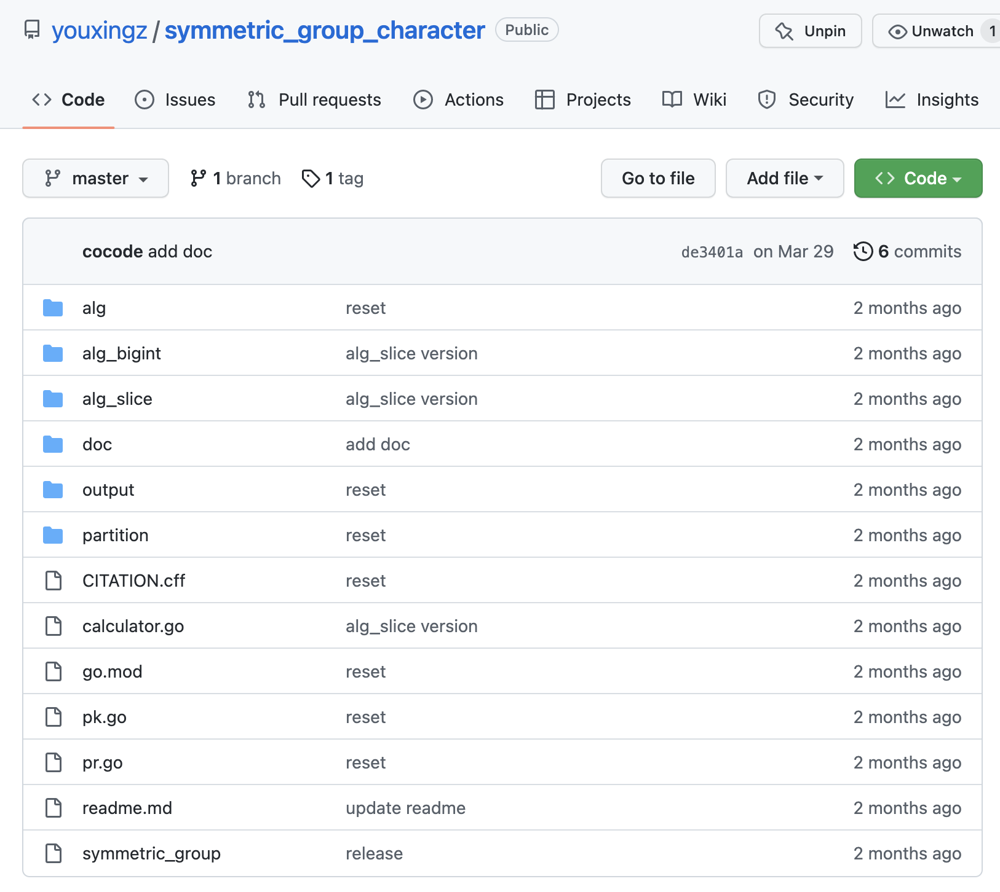 youxingz / symmetric_group_character Public Unpin Unwatch 1
Code Issues Pull requests Actions Projects Wiki Security Insights
master 1 branch 1 tag Go to file Add file Code
cocode add doc de3401a on Mar 29 6 commits
alg reset 2 months ago
alg_bigint alg_slice version 2 months ago
alg_slice alg_slice version 2 months ago
doc add doc 2 months ago
output reset 2 months ago
partition reset 2 months ago
CITATION.cff reset 2 months ago
calculator.go alg_slice version 2 months ago
go.mod reset 2 months ago
pk.go reset 2 months ago
pr.go reset 2 months ago
readme.md update readme 2 months ago
symmetric_group release 2 months ago